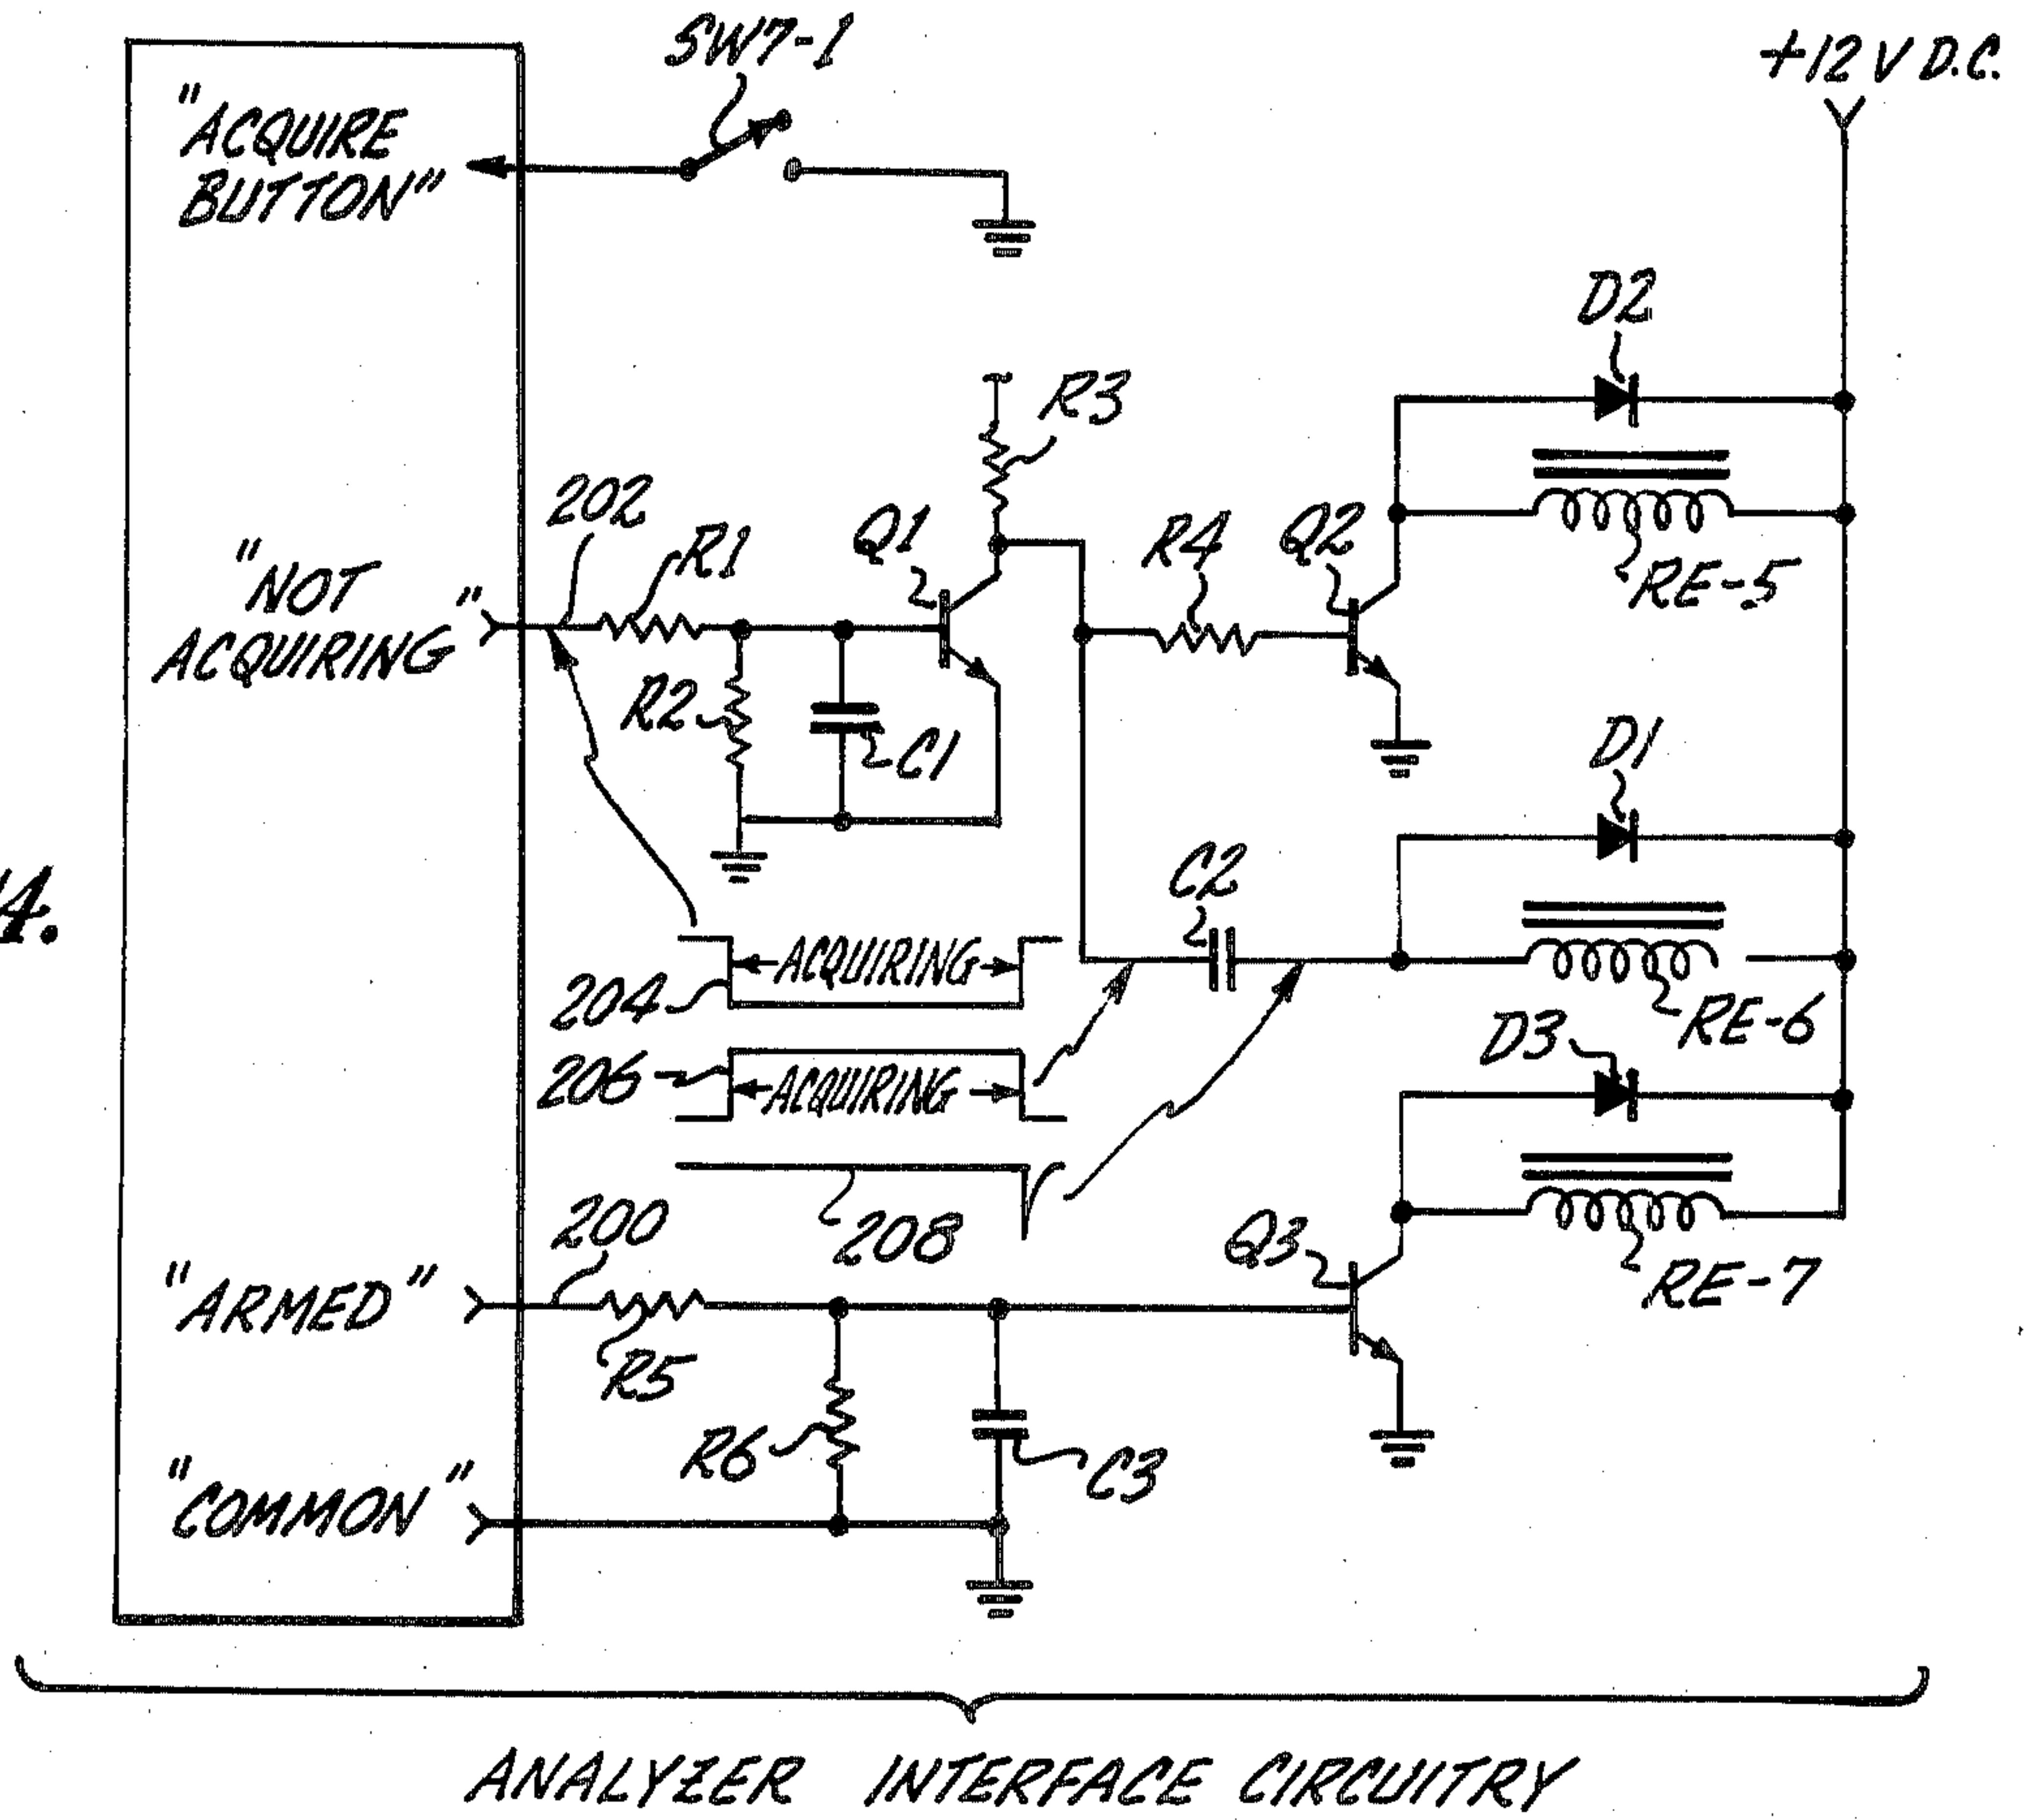 SW7-1
+12 V D.C.
"ACQUIRE
BUTTON"
D2
R3
202
R1
Q1
R4
Q2
RE-5
"NOT
ACQUIRING"
R2
C1
D1
C2
4.
ACQUIRING
204
RE-6
D3
206
ACQUIRING
200
208
Q3
"ARMED"
RE-7
R5
R6
C3
"COMMON"
ANALYZER INTERFACE CIRCUITRY